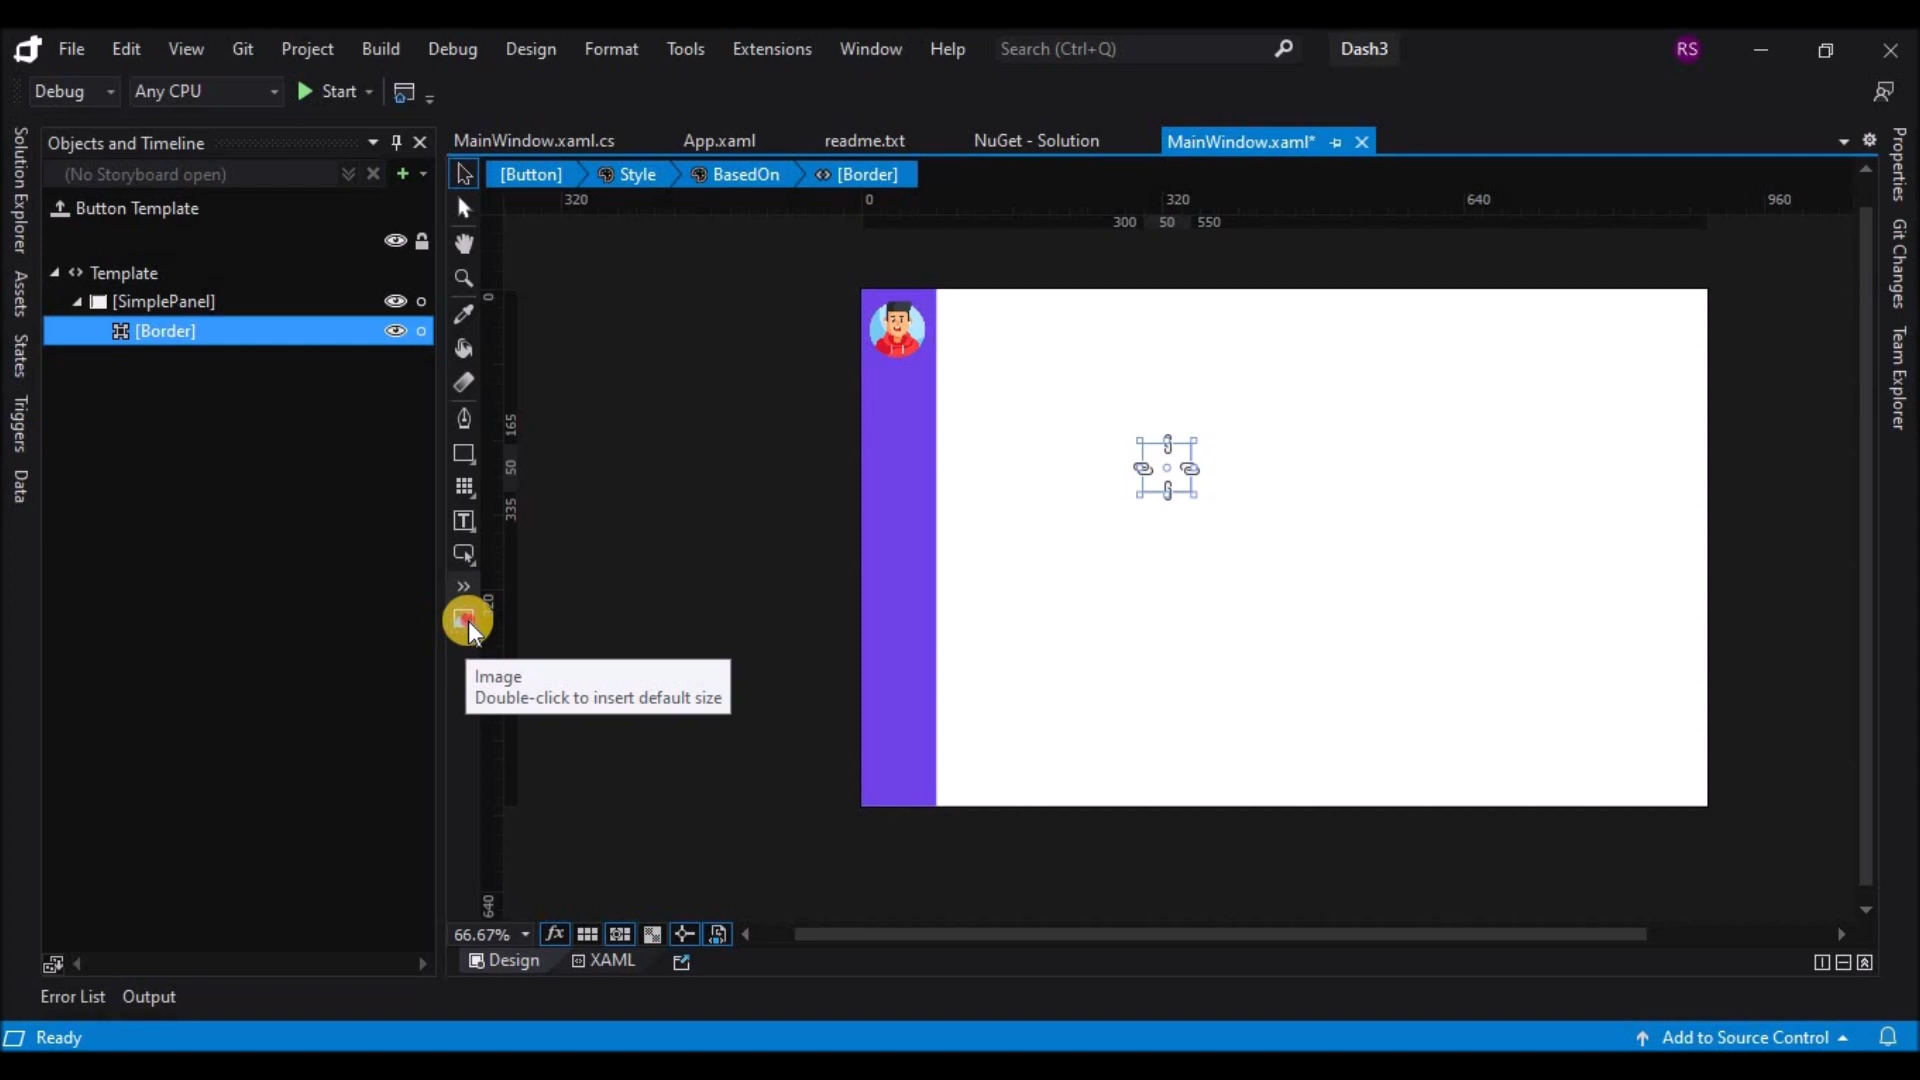 File Edit View Git Project Build Debug Design Format Tools Extensions Window Help Search (Ctrl+Q) Dash3 RS
Debug Any CPU Start
Solution Explorer
Assets
States
Triggers
Data
Objects and Timeline
(No Storyboard open)
Button Template
Template
[SimplePanel]
[Border]
MainWindow.xaml.cs App.xaml readme.txt NuGet - Solution MainWindow.xaml*
[Button] Style BasedOn [Border]
320 0 320 640 960
300 50 550
0
165
50
335
640
Image
Double-click to insert default size
66.67% fx
Design XAML
Properties
Git Changes
Team Explorer
Error List Output
Ready Add to Source Control